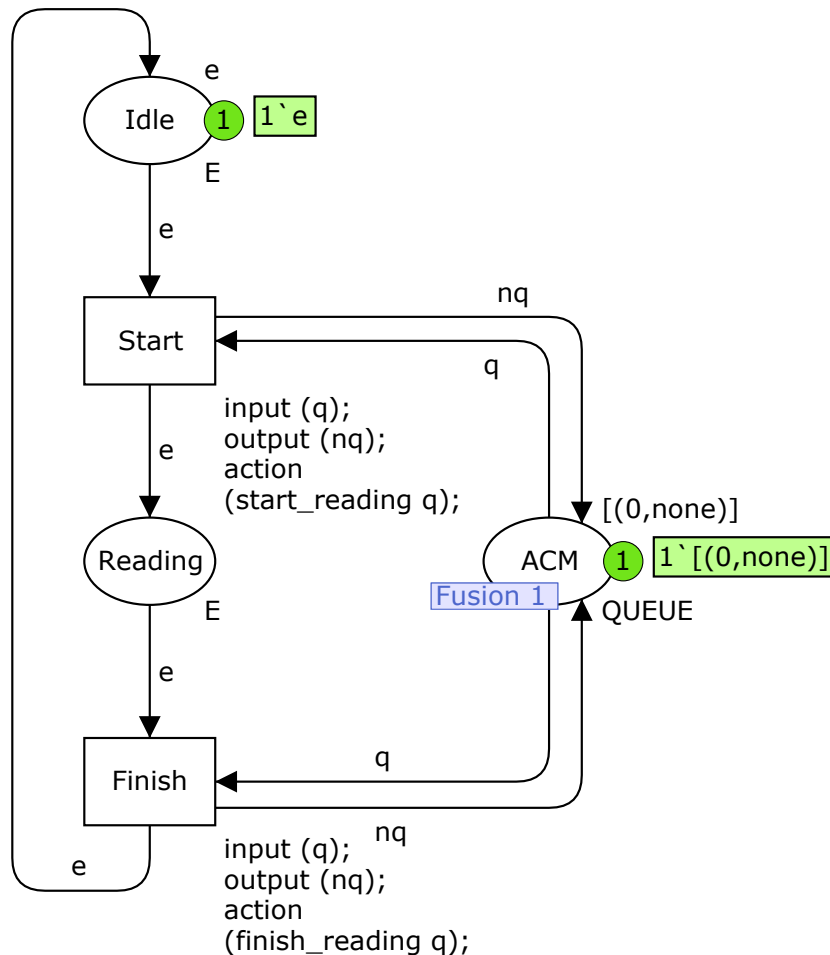 e
Idle
1
1`e
E
e
nq
Start
q
input (q);
output (nq);
action
(start_reading q);
e
[(0,none)]
Reading
ACM
1
1`[(0,none)]
Fusion 1
E
QUEUE
e
q
Finish
nq
input (q);
output (nq);
action
(finish_reading q);
e